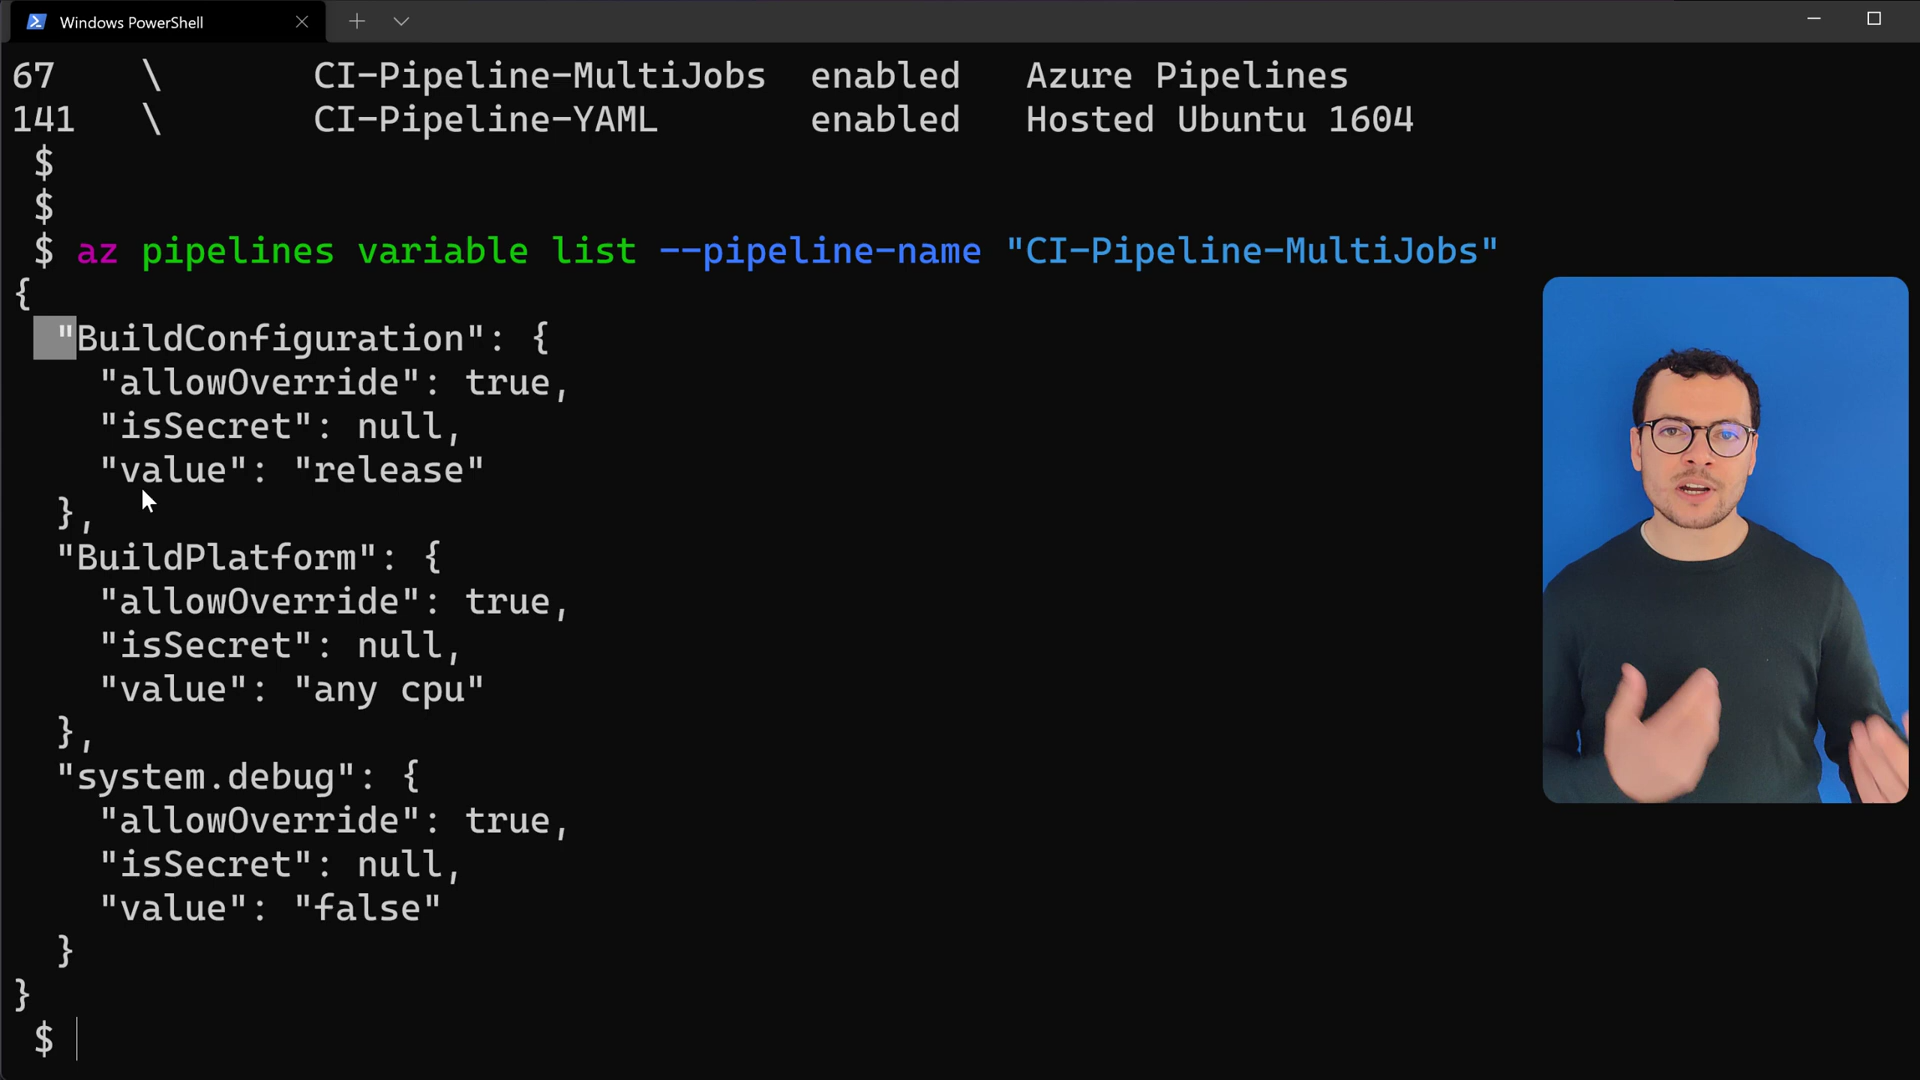 Windows PowerShell
67 \ CI-Pipeline-MultiJobs enabled Azure Pipelines
141 \ CI-Pipeline-YAML enabled Hosted Ubuntu 1604
$
$
$ az pipelines variable list --pipeline-name "CI-Pipeline-MultiJobs"
{
"BuildConfiguration": {
"allowOverride": true,
"isSecret": null,
"value": "release"
},
"BuildPlatform": {
"allowOverride": true,
"isSecret": null,
"value": "any cpu"
},
"system.debug": {
"allowOverride": true,
"isSecret": null,
"value": "false"
}
}
$